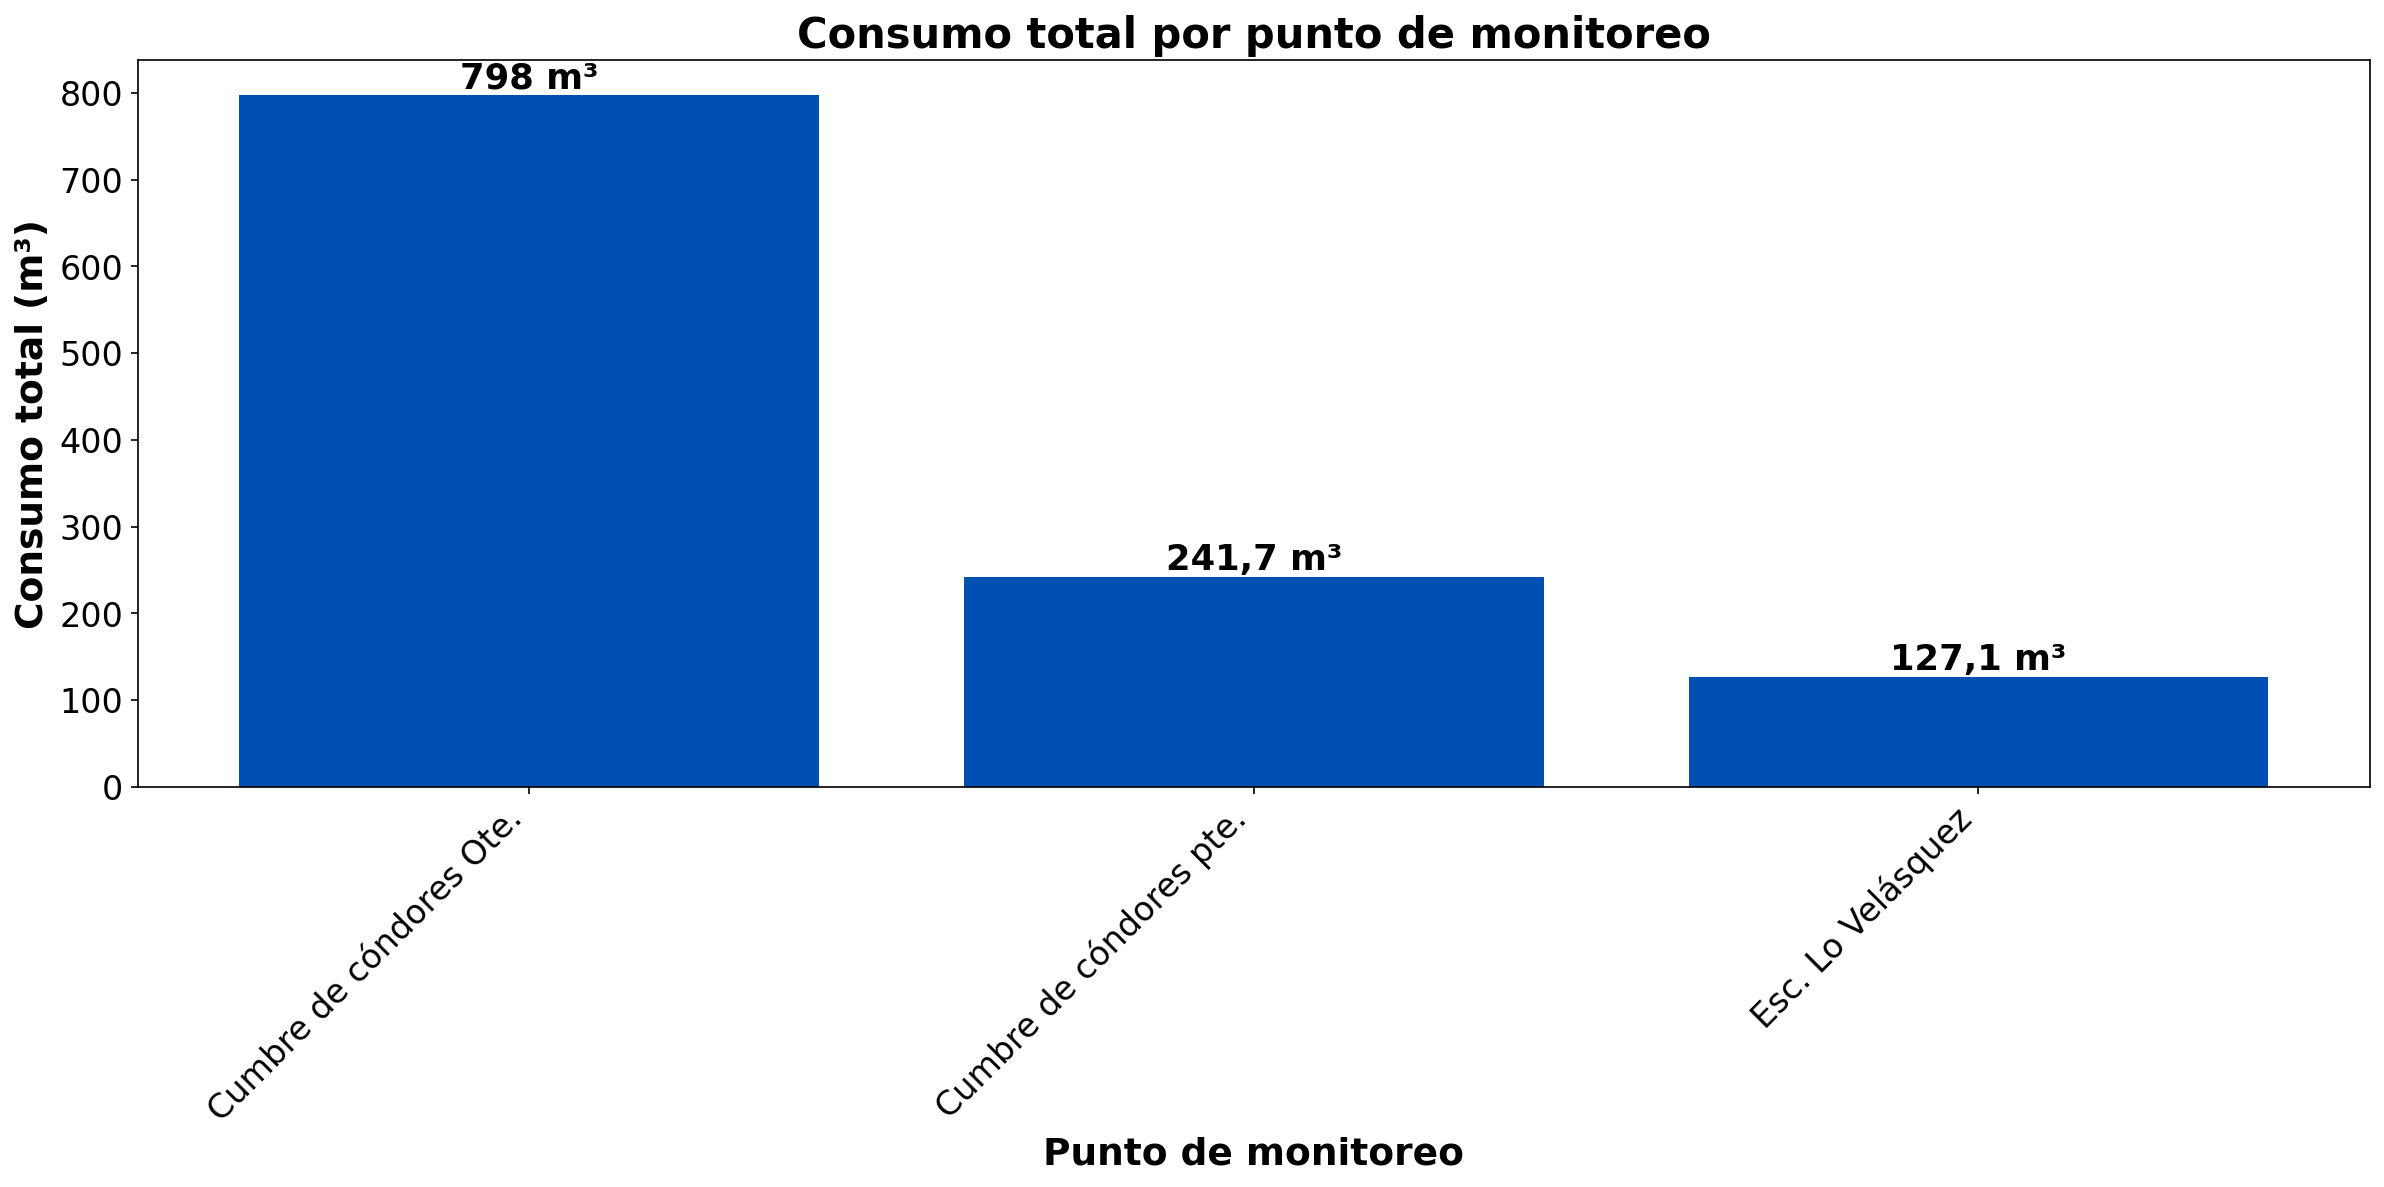 Consumo total por punto de monitoreo
798 m³
241,7 m³
127,1 m³
Consumo total (m³)
800
700
600
500
400
300
200
100
0
Cumbre de cóndores Ote.
Cumbre de cóndores pte.
Esc. Lo Velásquez
Punto de monitoreo